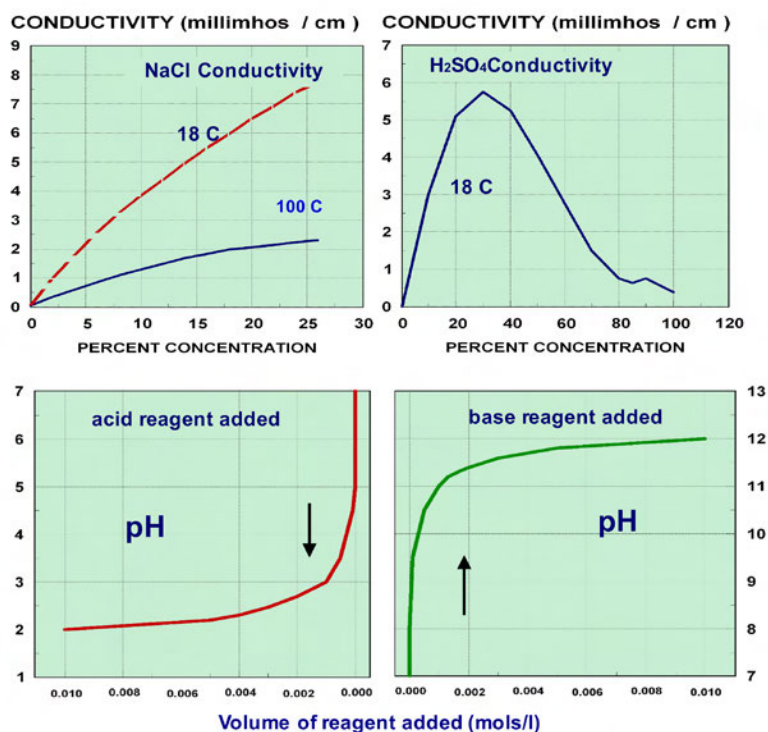 CONDUCTIVITY (millimhos / cm )
9
8
7
6
5
4
3
2
1
0
NaCl Conductivity
18 C
100 C
0 5 10 15 20 25 30
PERCENT CONCENTRATION
CONDUCTIVITY (millimhos / cm )
7
6
5
4
3
2
1
0
H₂SO₄Conductivity
18 C
0 20 40 60 80 100 120
PERCENT CONCENTRATION
7
6
5
4
3
2
1
acid reagent added
pH
0.010 0.008 0.006 0.004 0.002 0.000
base reagent added
pH
13
12
11
10
9
8
7
0.000 0.002 0.004 0.006 0.008 0.010
Volume of reagent added (mols/l)